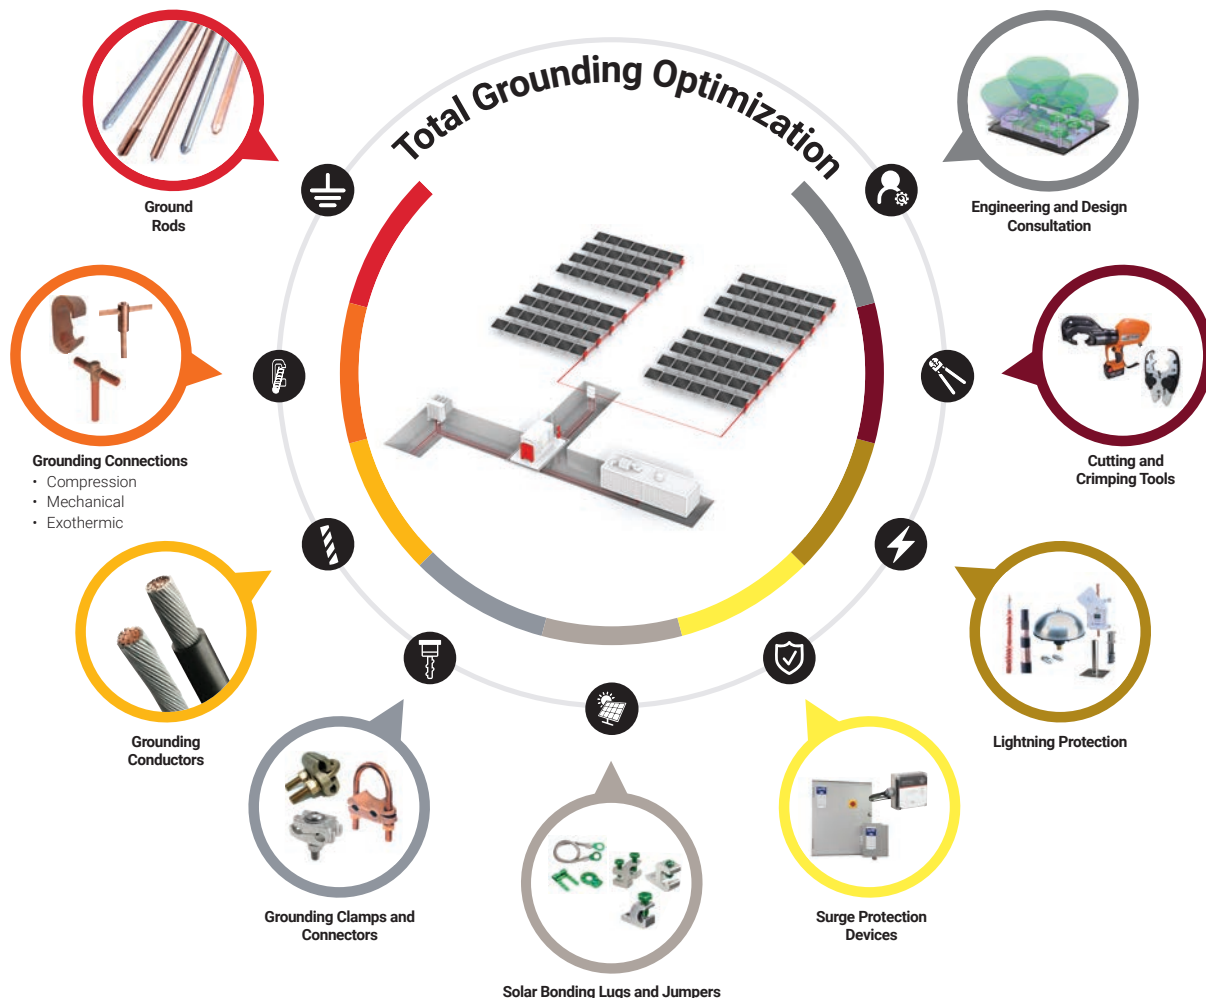 Total Grounding Optimization
Ground
Rods
Engineering and Design
Consultation
Grounding Connections
• Compression
• Mechanical
• Exothermic
Cutting and
Crimping Tools
Grounding
Conductors
Lightning Protection
Grounding Clamps and
Connectors
Surge Protection
Devices
Solar Bonding Lugs and Jumpers